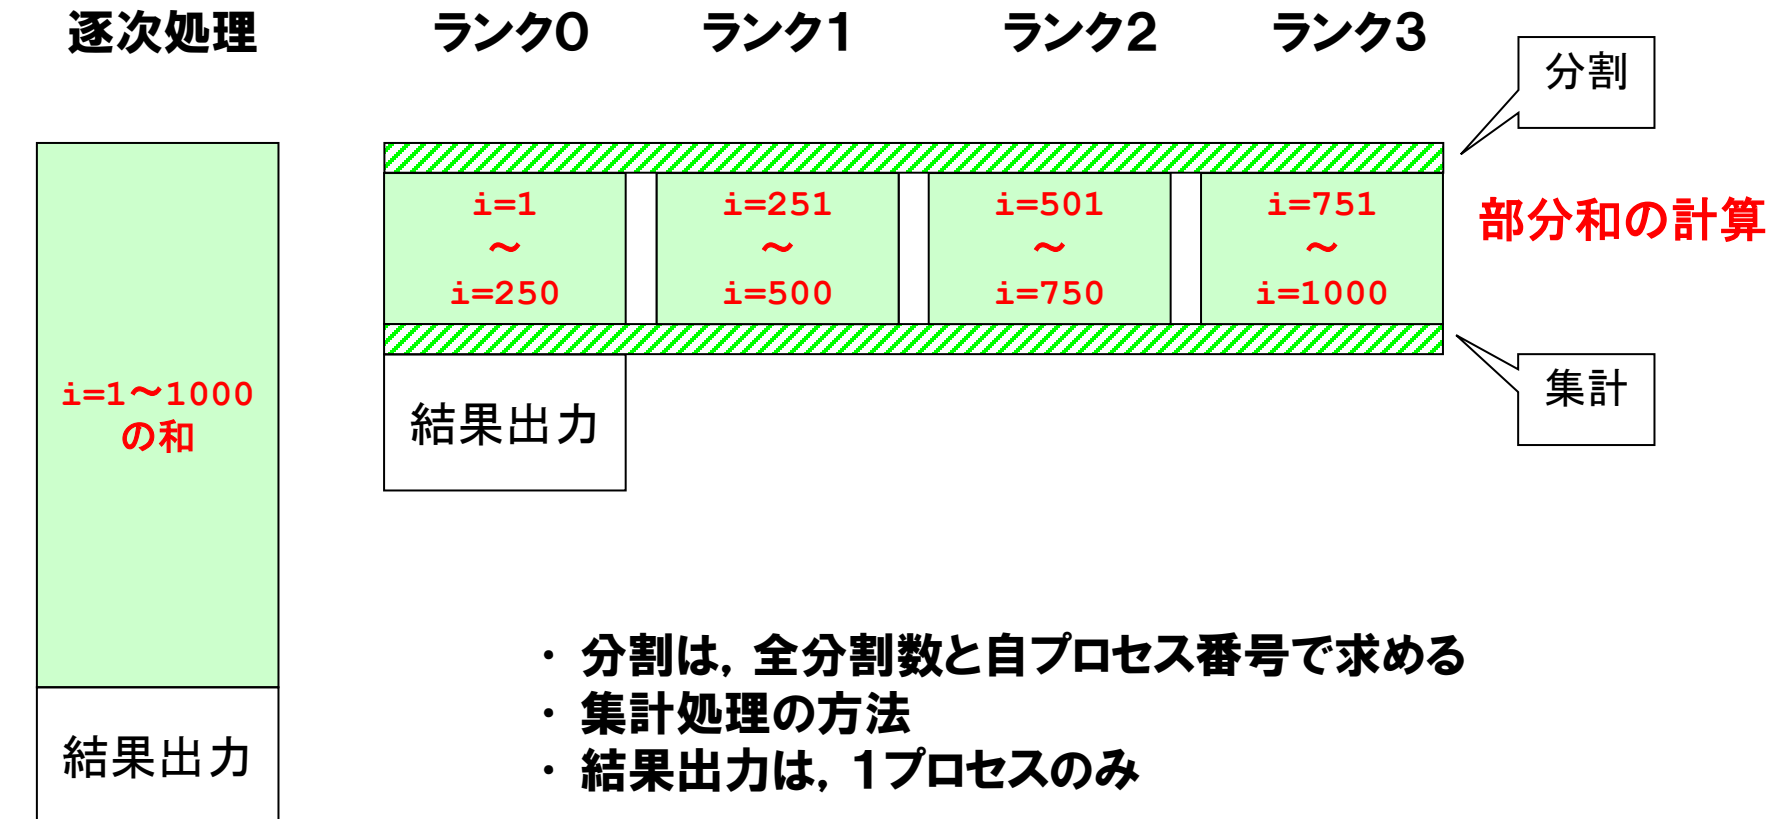 逐次処理
ランク0
ランク1
ランク2
ランク3
分割
i=1
～
i=250
i=251
～
i=500
i=501
～
i=750
i=751
～
i=1000
部分和の計算
i=1～1000
の和
結果出力
集計
・ 分割は，全分割数と自プロセス番号で求める
・ 集計処理の方法
・ 結果出力は，1プロセスのみ
結果出力